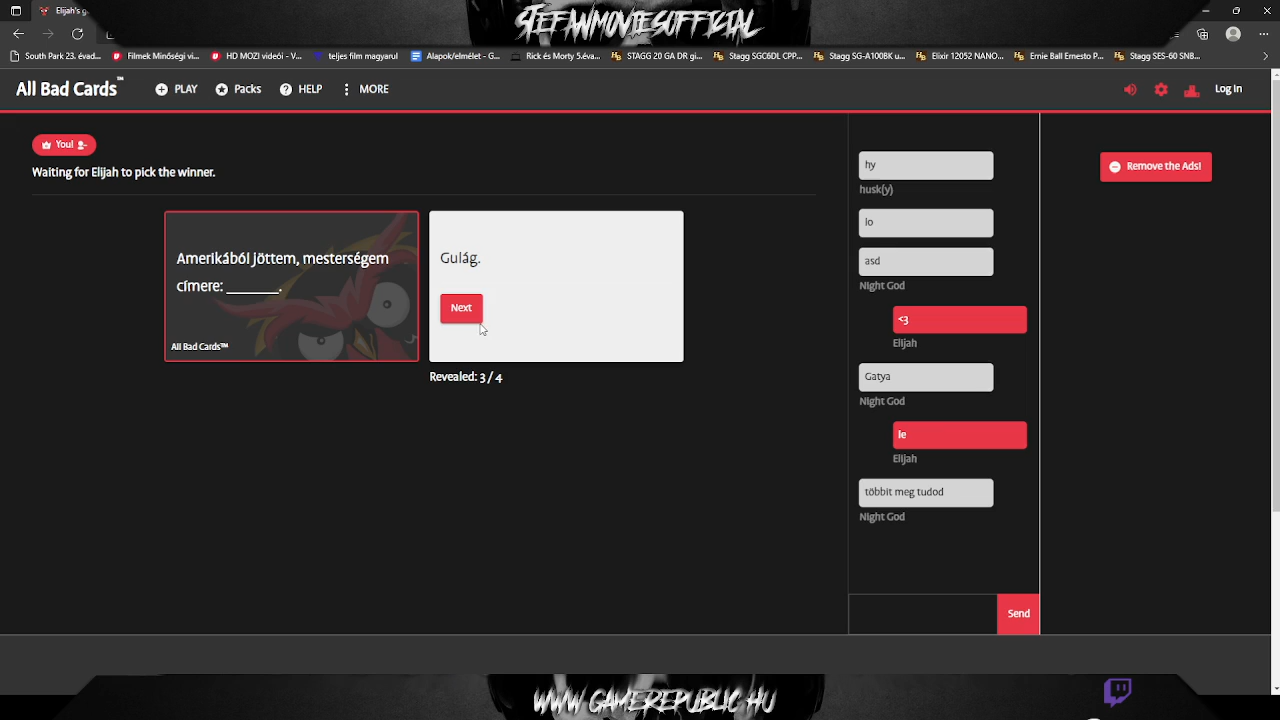 STEFANMOVIESOFFICIAL
Elijah's g
South Park 23. évad...
Filmek Minőségi vi...
HD MOZI videói - V...
teljes film magyarul
Alapok/elmélet - G...
Rick és Morty 5.éva...
STAGG 20 GA DR gi...
Stagg SGC6DL CPP...
Stagg SG-A100BK u...
Elixir 12052 NANO...
Ernie Ball Ernesto P...
Stagg SES-60 SNB...
All Bad Cards™
PLAY
Packs
HELP
MORE
Log In
You!
Waiting for Elijah to pick the winner.
Amerikából jöttem, mesterségem
címere: ________.
All Bad Cards™
Gulág.
Next
Revealed: 3 / 4
hy
husk(y)
lo
asd
Night God
<3
Elijah
Gatya
Night God
le
Elijah
többit meg tudod
Night God
Send
Remove the Ads!
WWW.GAMEREPUBLIC.HU